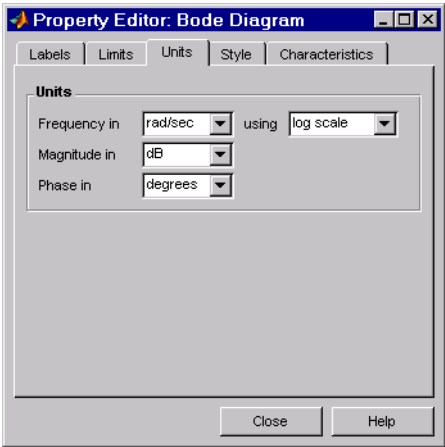 Property Editor: Bode Diagram
Labels Limits Units Style Characteristics
Units
Frequency in rad/sec using log scale
Magnitude in dB
Phase in degrees
Close Help